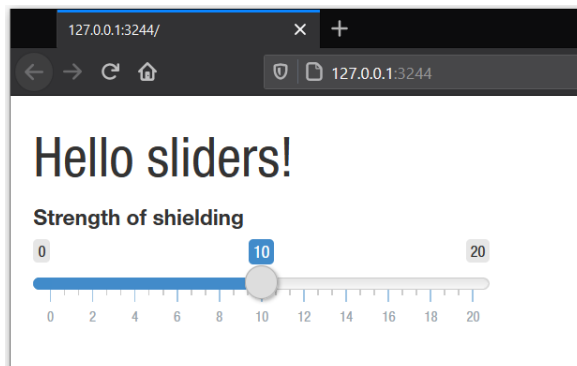 127.0.0.1:3244/
127.0.0.1:3244
Hello sliders!
Strength of shielding
0 10 20
0 2 4 6 8 10 12 14 16 18 20